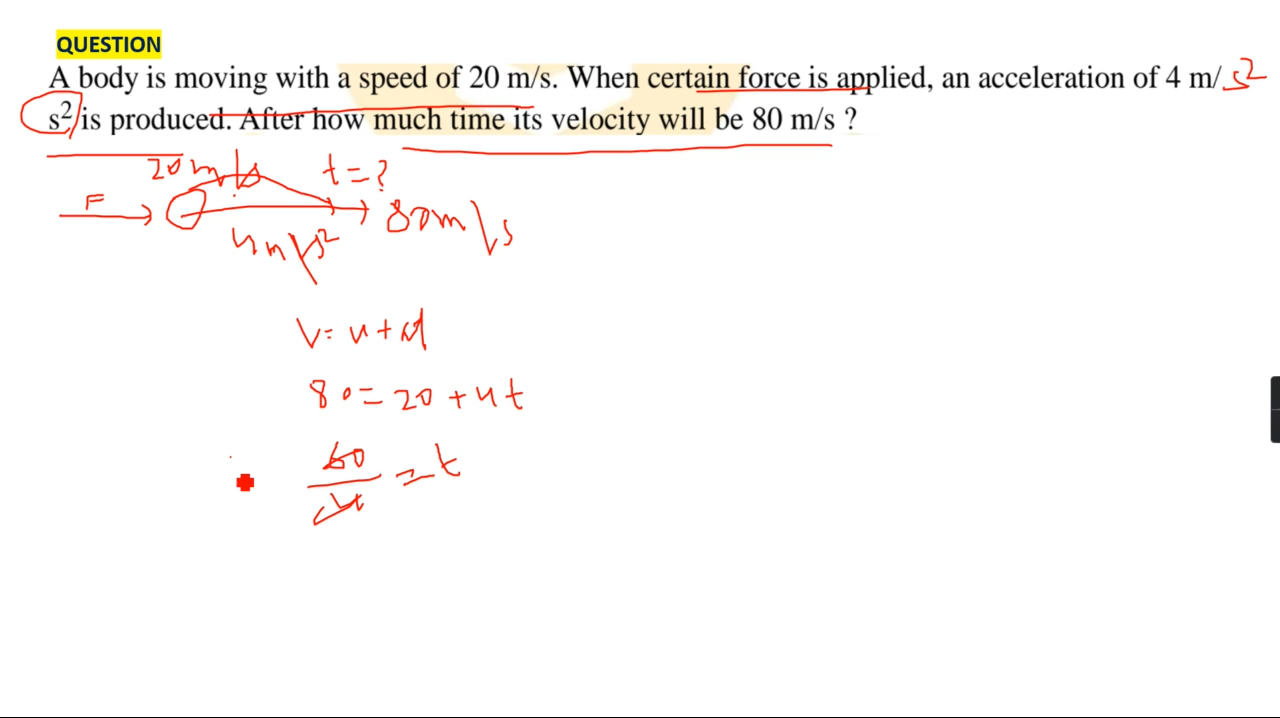 QUESTION
A body is moving with a speed of 20 m/s. When certain force is applied, an acceleration of 4 m/ s²
s² is produced. After how much time its velocity will be 80 m/s ?
20 m/s t = ?
F
80 m/s
4 m/s²
v = u + at
80 = 20 + 4t
60
4
= t